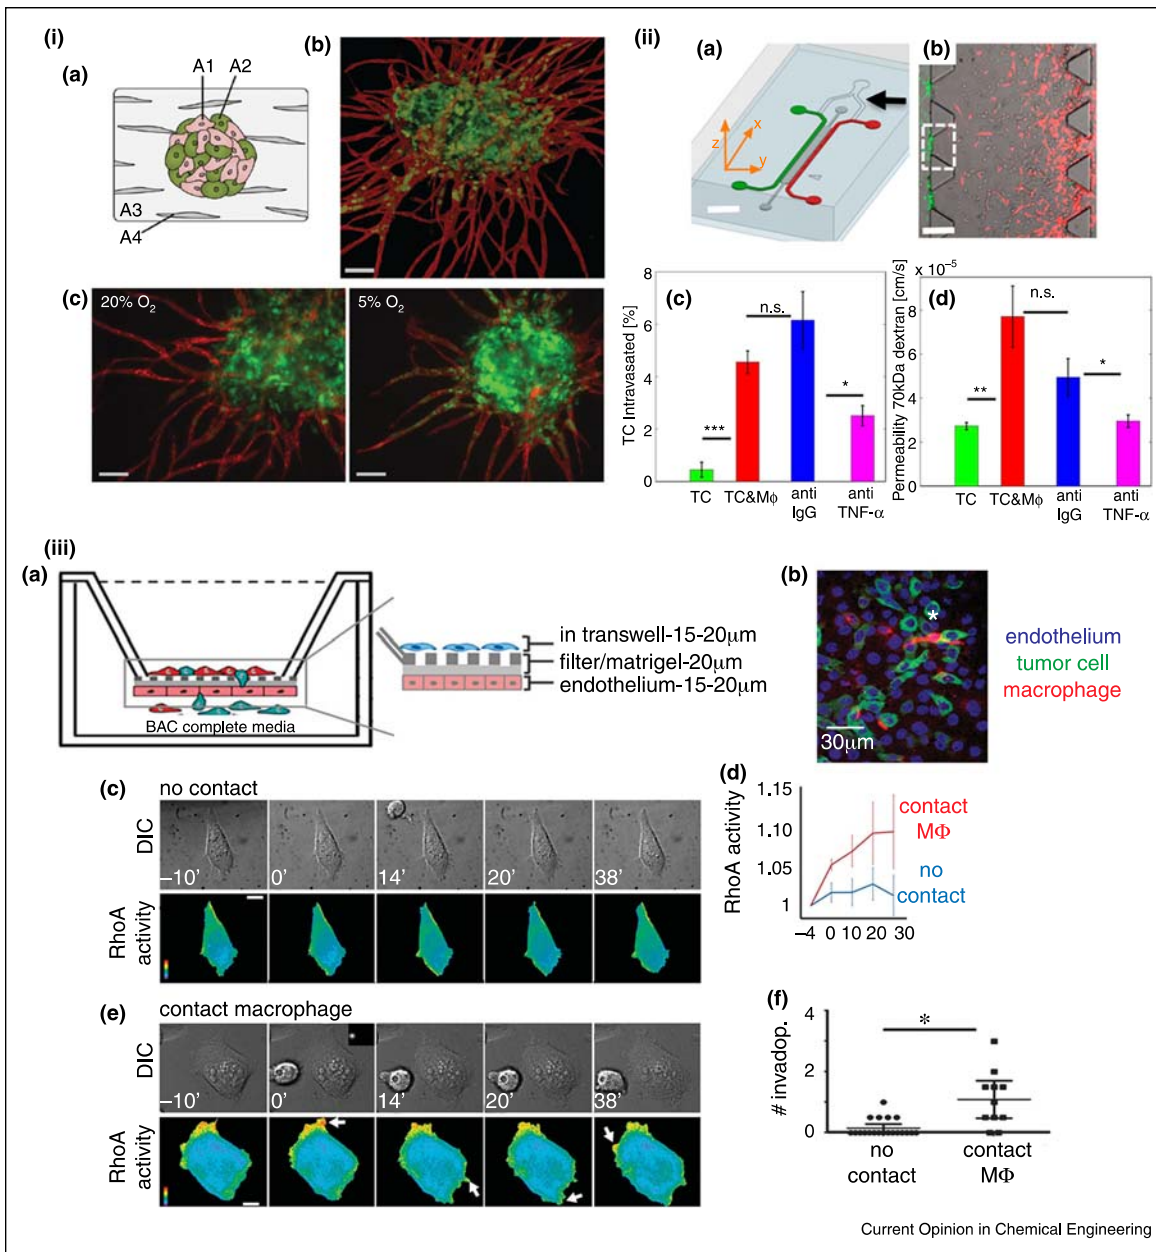 (i)
(a)
A1 A2
A3
A4
(b)
(c)
20% O2
5% O2
(ii)
(a)
z
x
y
(b)
(c)
TC Intravasated [%]
8
6
4
2
0
n.s.
***
*
TC
TC&Mϕ
anti IgG
anti TNF-α
(d)
x 10⁻⁵
Permeability 70kDa dextran [cm/s]
8
6
4
2
0
n.s.
**
*
TC
TC&Mϕ
anti IgG
anti TNF-α
(iii)
(a)
BAC complete media
in transwell-15-20μm
filter/matrigel-20μm
endothelium-15-20μm
(b)
*
30μm
endothelium
tumor cell
macrophage
(c)
no contact
DIC
–10’ 0’ 14’ 20’ 38’
RhoA activity
(d)
RhoA activity
1.15
1.10
1.05
1
–4 0 10 20 30
contact MΦ
no contact
(e)
contact macrophage
DIC
–10’ 0’ 14’ 20’ 38’
RhoA activity
(f)
# invadop.
4
2
0
*
no contact
contact MΦ
Current Opinion in Chemical Engineering